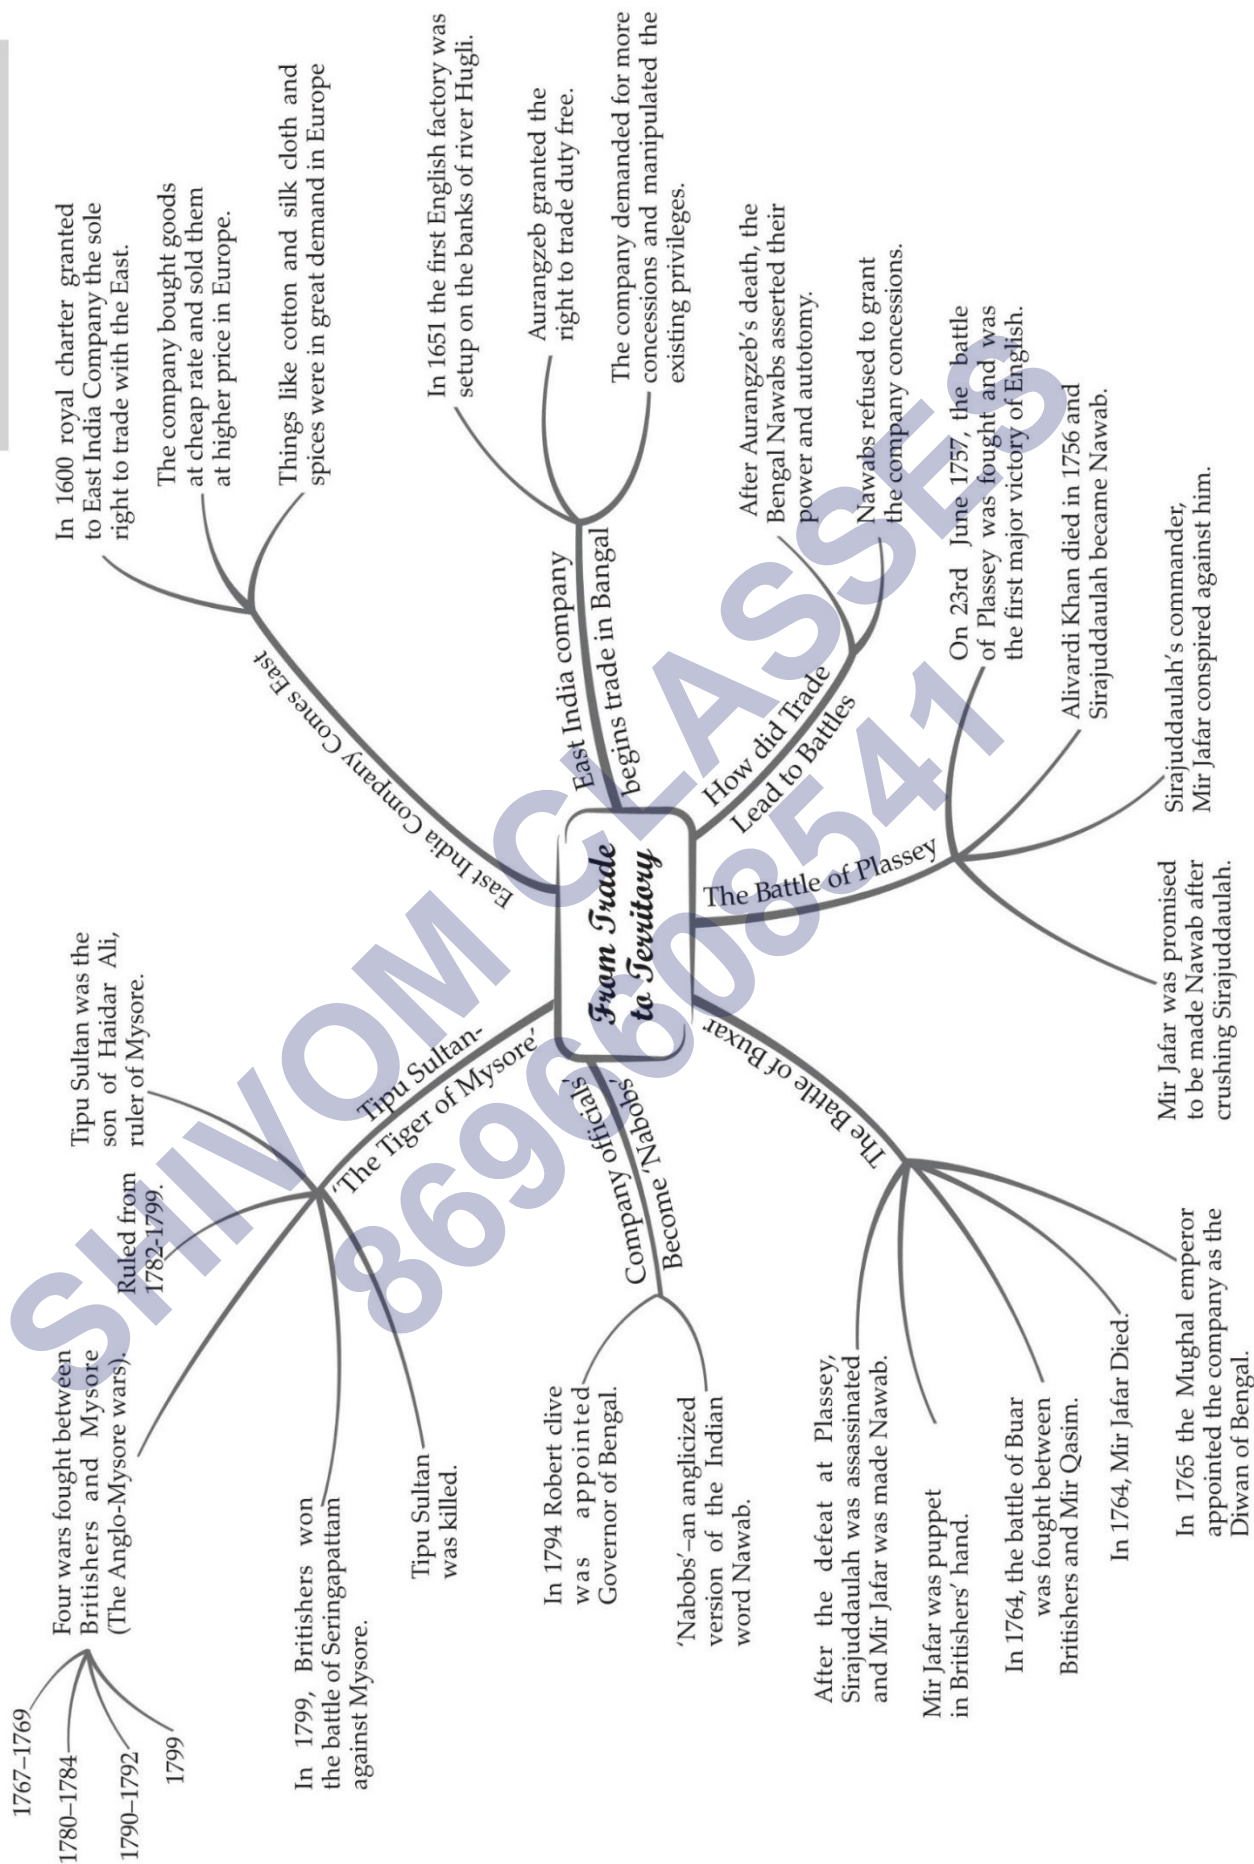 From Trade
to Territory
East India Company Comes East
In 1600 royal charter granted
to East India Company the sole
right to trade with the East.
The company bought goods
at cheap rate and sold them
at higher price in Europe.
Things like cotton and silk cloth and
spices were in great demand in Europe
East India company
begins trade in Bangal
In 1651 the first English factory was
setup on the banks of river Hugli.
Aurangzeb granted the
right to trade duty free.
The company demanded for more
concessions and manipulated the
existing privileges.
How did Trade
Lead to Battles
After Aurangzeb's death, the
Bengal Nawabs asserted their
power and autotomy.
Nawabs refused to grant
the company concessions.
The Battle of Plassey
On 23rd June 1757, the battle
of Plassey was fought and was
the first major victory of English.
Alivardi Khan died in 1756 and
Sirajuddaulah became Nawab.
Sirajuddaulah's commander,
Mir Jafar conspired against him.
Mir Jafar was promised
to be made Nawab after
crushing Sirajuddaulah.
The Battle of Buxar
In 1765 the Mughal emperor
appointed the company as the
Diwan of Bengal.
In 1764, Mir Jafar Died.
In 1764, the battle of Buar
was fought between
Britishers and Mir Qasim.
Mir Jafar was puppet
in Britishers' hand.
After the defeat at Plassey,
Sirajuddaulah was assassinated
and Mir Jafar was made Nawab.
Company officials'
Become 'Nabobs'
'Nabobs'–an anglicized
version of the Indian
word Nawab.
In 1794 Robert clive
was appointed
Governor of Bengal.
Tipu Sultan-
'The Tiger of Mysore'
Tipu Sultan
was killed.
In 1799, Britishers won
the battle of Seringapattam
against Mysore.
Four wars fought between
Britishers and Mysore
(The Anglo-Mysore wars).
1767–1769
1780–1784
1790–1792
1799
Ruled from
1782-1799.
Tipu Sultan was the
son of Haidar Ali,
ruler of Mysore.
SHIVOM CLASSES
8696608541